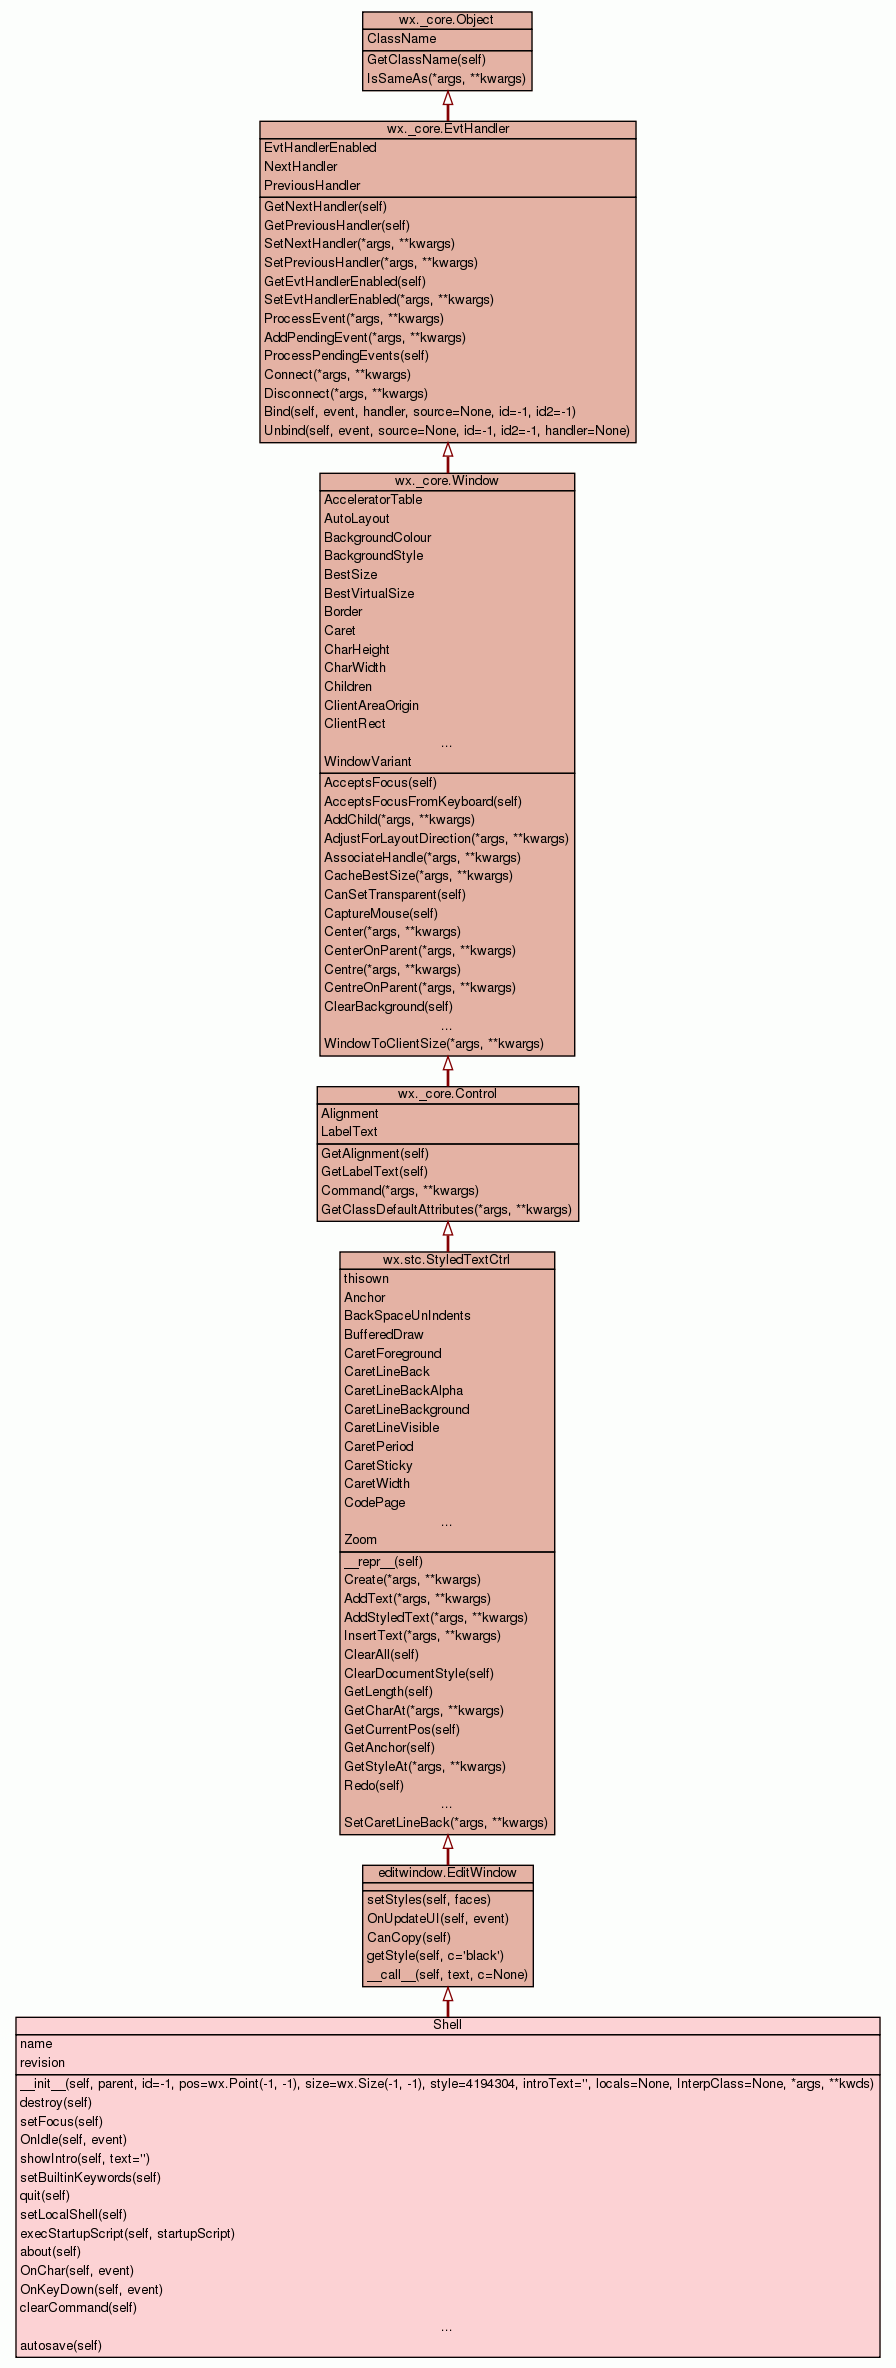 wx._core.Object
ClassName
GetClassName(self)
IsSameAs(*args, **kwargs)
wx._core.EvtHandler
EvtHandlerEnabled
NextHandler
PreviousHandler
GetNextHandler(self)
GetPreviousHandler(self)
SetNextHandler(*args, **kwargs)
SetPreviousHandler(*args, **kwargs)
GetEvtHandlerEnabled(self)
SetEvtHandlerEnabled(*args, **kwargs)
ProcessEvent(*args, **kwargs)
AddPendingEvent(*args, **kwargs)
ProcessPendingEvents(self)
Connect(*args, **kwargs)
Disconnect(*args, **kwargs)
Bind(self, event, handler, source=None, id=-1, id2=-1)
Unbind(self, event, source=None, id=-1, id2=-1, handler=None)
wx._core.Window
AcceleratorTable
AutoLayout
BackgroundColour
BackgroundStyle
BestSize
BestVirtualSize
Border
Caret
CharHeight
CharWidth
Children
ClientAreaOrigin
ClientRect
...
WindowVariant
AcceptsFocus(self)
AcceptsFocusFromKeyboard(self)
AddChild(*args, **kwargs)
AdjustForLayoutDirection(*args, **kwargs)
AssociateHandle(*args, **kwargs)
CacheBestSize(*args, **kwargs)
CanSetTransparent(self)
CaptureMouse(self)
Center(*args, **kwargs)
CenterOnParent(*args, **kwargs)
Centre(*args, **kwargs)
CentreOnParent(*args, **kwargs)
ClearBackground(self)
...
WindowToClientSize(*args, **kwargs)
wx._core.Control
Alignment
LabelText
GetAlignment(self)
GetLabelText(self)
Command(*args, **kwargs)
GetClassDefaultAttributes(*args, **kwargs)
wx.stc.StyledTextCtrl
thisown
Anchor
BackSpaceUnIndents
BufferedDraw
CaretForeground
CaretLineBack
CaretLineBackAlpha
CaretLineBackground
CaretLineVisible
CaretPeriod
CaretSticky
CaretWidth
CodePage
...
Zoom
__repr__(self)
Create(*args, **kwargs)
AddText(*args, **kwargs)
AddStyledText(*args, **kwargs)
InsertText(*args, **kwargs)
ClearAll(self)
ClearDocumentStyle(self)
GetLength(self)
GetCharAt(*args, **kwargs)
GetCurrentPos(self)
GetAnchor(self)
GetStyleAt(*args, **kwargs)
Redo(self)
...
SetCaretLineBack(*args, **kwargs)
editwindow.EditWindow
setStyles(self, faces)
OnUpdateUI(self, event)
CanCopy(self)
getStyle(self, c='black')
__call__(self, text, c=None)
Shell
name
revision
__init__(self, parent, id=-1, pos=wx.Point(-1, -1), size=wx.Size(-1, -1), style=4194304, introText='', locals=None, InterpClass=None, *args, **kwds)
destroy(self)
setFocus(self)
OnIdle(self, event)
showIntro(self, text='')
setBuiltinKeywords(self)
quit(self)
setLocalShell(self)
execStartupScript(self, startupScript)
about(self)
OnChar(self, event)
OnKeyDown(self, event)
clearCommand(self)
...
autosave(self)